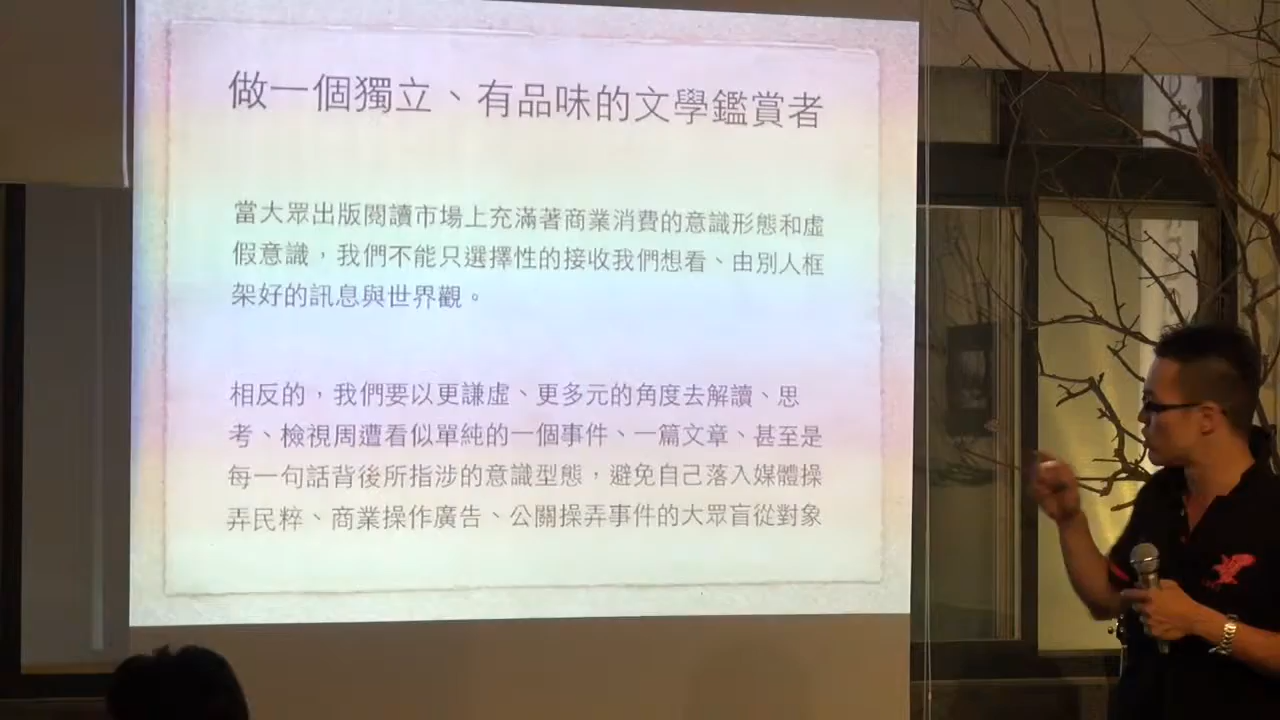 做一個獨立、有品味的文學鑑賞者
當大眾出版閱讀市場上充滿著商業消費的意識形態和虛
假意識，我們不能只選擇性的接收我們想看、由別人框
架好的訊息與世界觀。
相反的，我們要以更謙虛、更多元的角度去解讀、思
考、檢視周遭看似單純的一個事件、一篇文章、甚至是
每一句話背後所指涉的意識型態，避免自己落入媒體操
弄民粹、商業操作廣告、公關操弄事件的大眾盲從對象